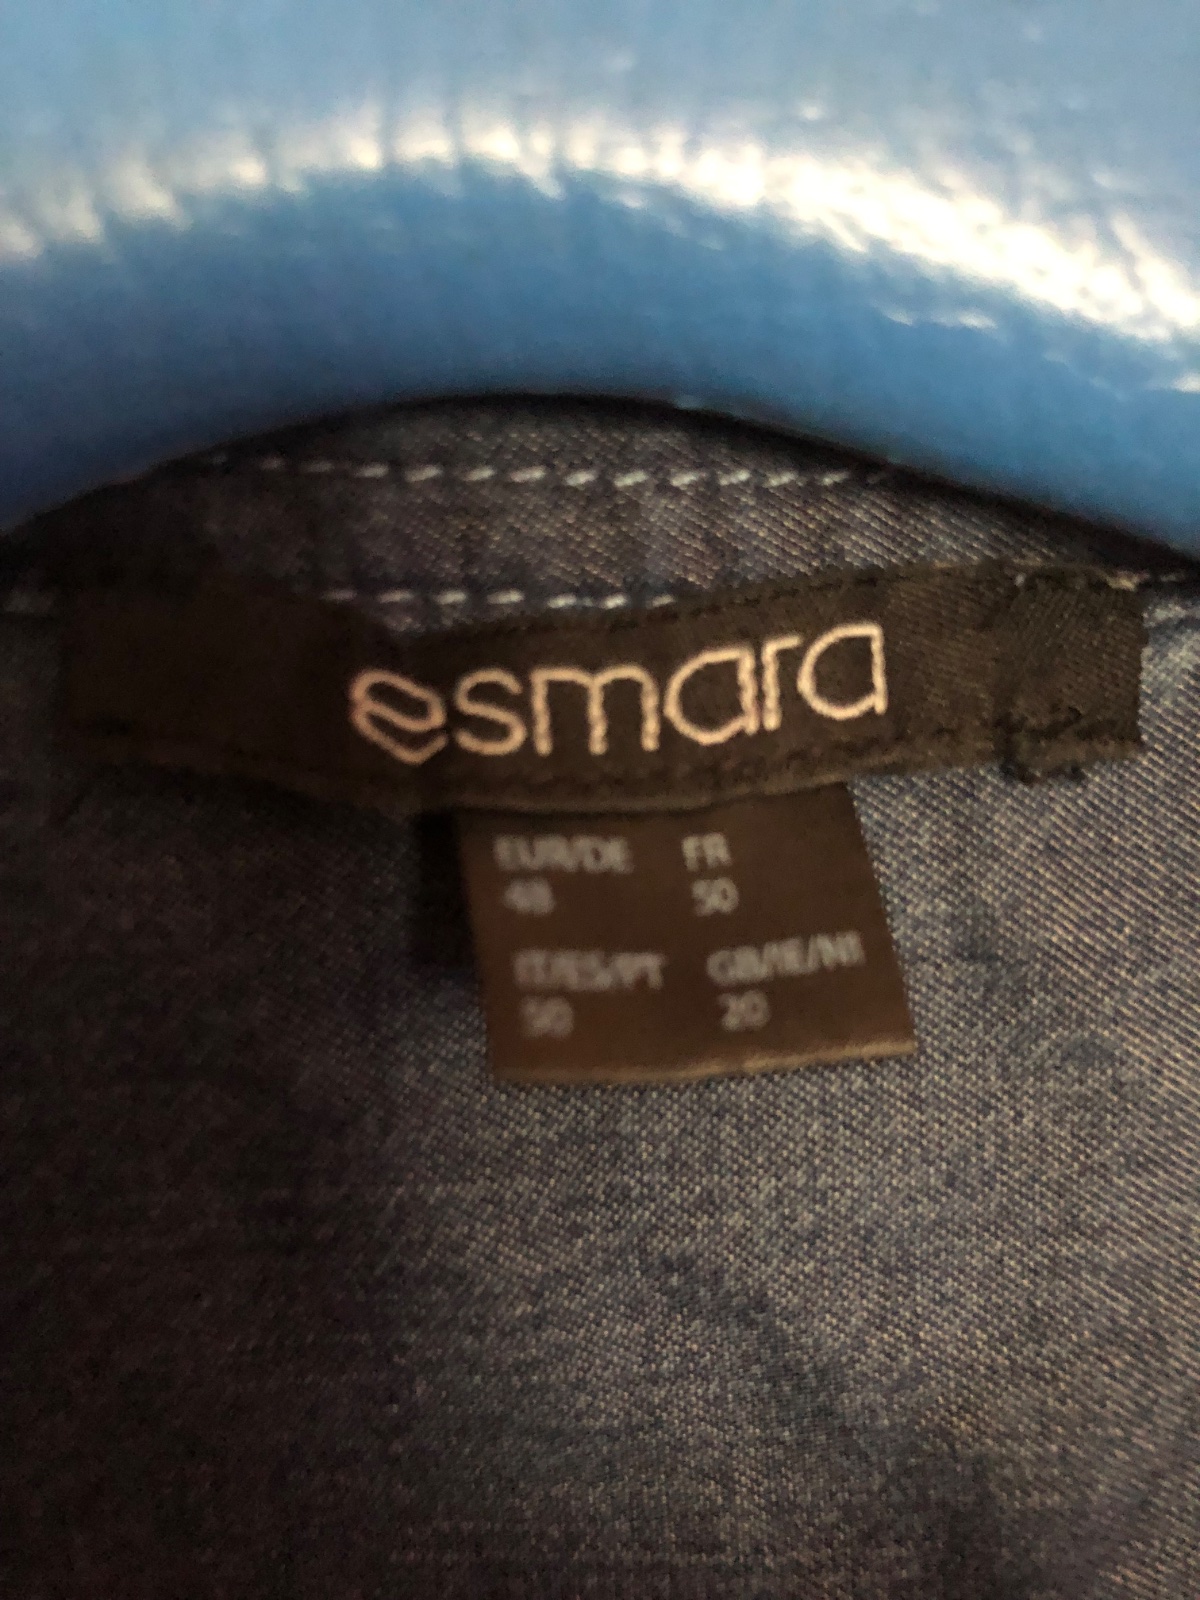 esmara
EUR/DE FR
48 50
IT/ES/PT GB/IE/NI
50 20